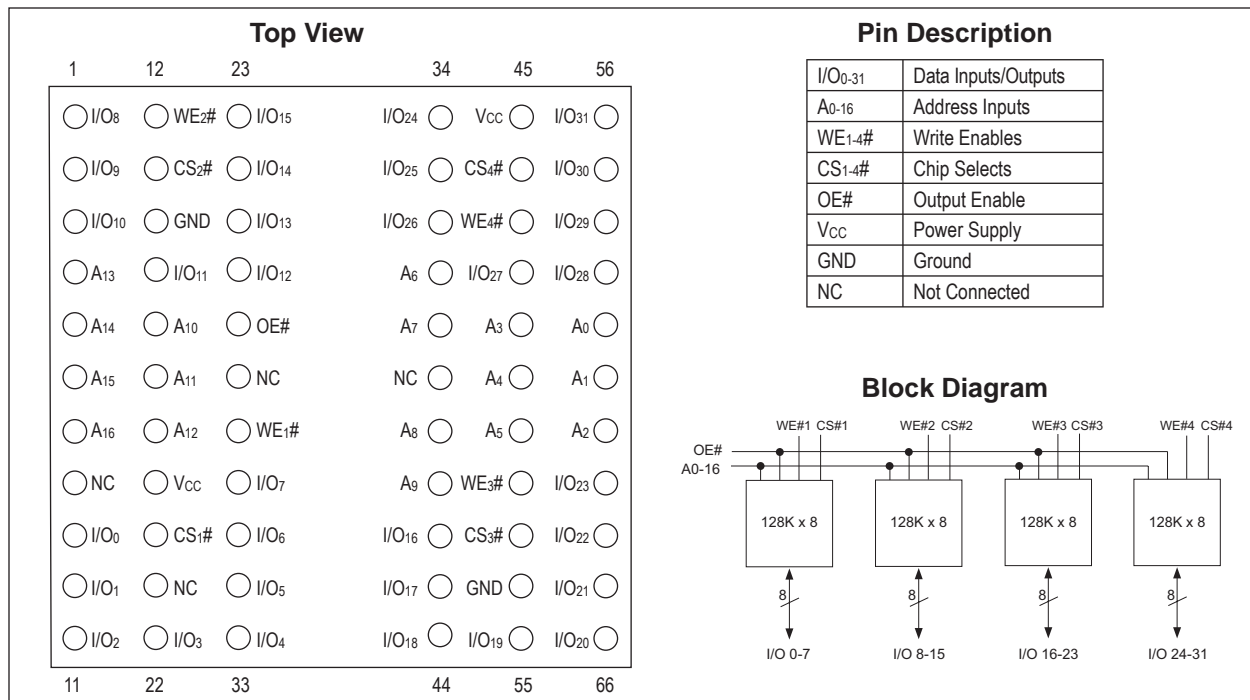 Top View
1 12 23 34 45 56
I/O8 WE2# I/O15 I/O24 VCC I/O31
I/O9 CS2# I/O14 I/O25 CS4# I/O30
I/O10 GND I/O13 I/O26 WE4# I/O29
A13 I/O11 I/O12 A6 I/O27 I/O28
A14 A10 OE# A7 A3 A0
A15 A11 NC NC A4 A1
A16 A12 WE1# A8 A5 A2
NC VCC I/O7 A9 WE3# I/O23
I/O0 CS1# I/O6 I/O16 CS3# I/O22
I/O1 NC I/O5 I/O17 GND I/O21
I/O2 I/O3 I/O4 I/O18 I/O19 I/O20
11 22 33 44 55 66
Pin Description
I/O0-31 Data Inputs/Outputs
A0-16 Address Inputs
WE1-4# Write Enables
CS1-4# Chip Selects
OE# Output Enable
VCC Power Supply
GND Ground
NC Not Connected
Block Diagram
WE#1 CS#1 WE#2 CS#2 WE#3 CS#3 WE#4 CS#4
OE#
A0-16
128K x 8 128K x 8 128K x 8 128K x 8
8 8 8 8
I/O 0-7 I/O 8-15 I/O 16-23 I/O 24-31